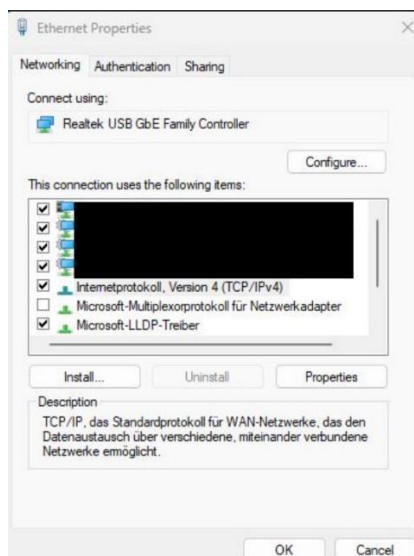 Ethernet Properties
Networking Authentication Sharing
Connect using:
Realtek USB GbE Family Controller
Configure...
This connection uses the following items:
Internetprotokoll, Version 4 (TCP/IPv4)
Microsoft-Multiplexorprotokoll für Netzwerkadapter
Microsoft-LLDP-Treiber
Install... Uninstall Properties
Description
TCP/IP, das Standardprotokoll für WAN-Netzwerke, das den
Datenaustausch über verschiedene, miteinander verbundene
Netzwerke ermöglicht.
OK Cancel